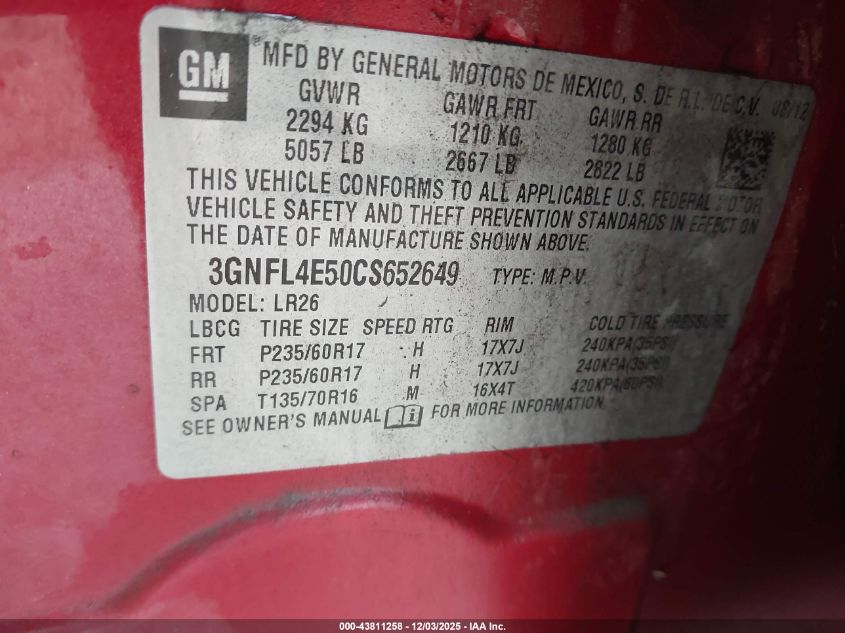 GM
® MFD BY GENERAL MOTORS DE MEXICO, S. DE R.L. DE C.V. 08/12
GVWR GAWR FRT GAWR RR
2294 KG 1210 KG 1280 KG
5057 LB 2667 LB 2822 LB
THIS VEHICLE CONFORMS TO ALL APPLICABLE U.S. FEDERAL MOTOR
VEHICLE SAFETY AND THEFT PREVENTION STANDARDS IN EFFECT ON
THE DATE OF MANUFACTURE SHOWN ABOVE.
3GNFL4E50CS652649 TYPE: M.P.V.
MODEL: LR26
LBCG TIRE SIZE SPEED RTG RIM COLD TIRE PRESSURE
FRT P235/60R17 H 17X7J 240KPA(35PSI)
RR P235/60R17 H 17X7J 240KPA(35PSI)
SPA T135/70R16 M 16X4T 420KPA(60PSI)
SEE OWNER'S MANUAL FOR MORE INFORMATION
000-43811258 - 12/03/2025 - IAA Inc.